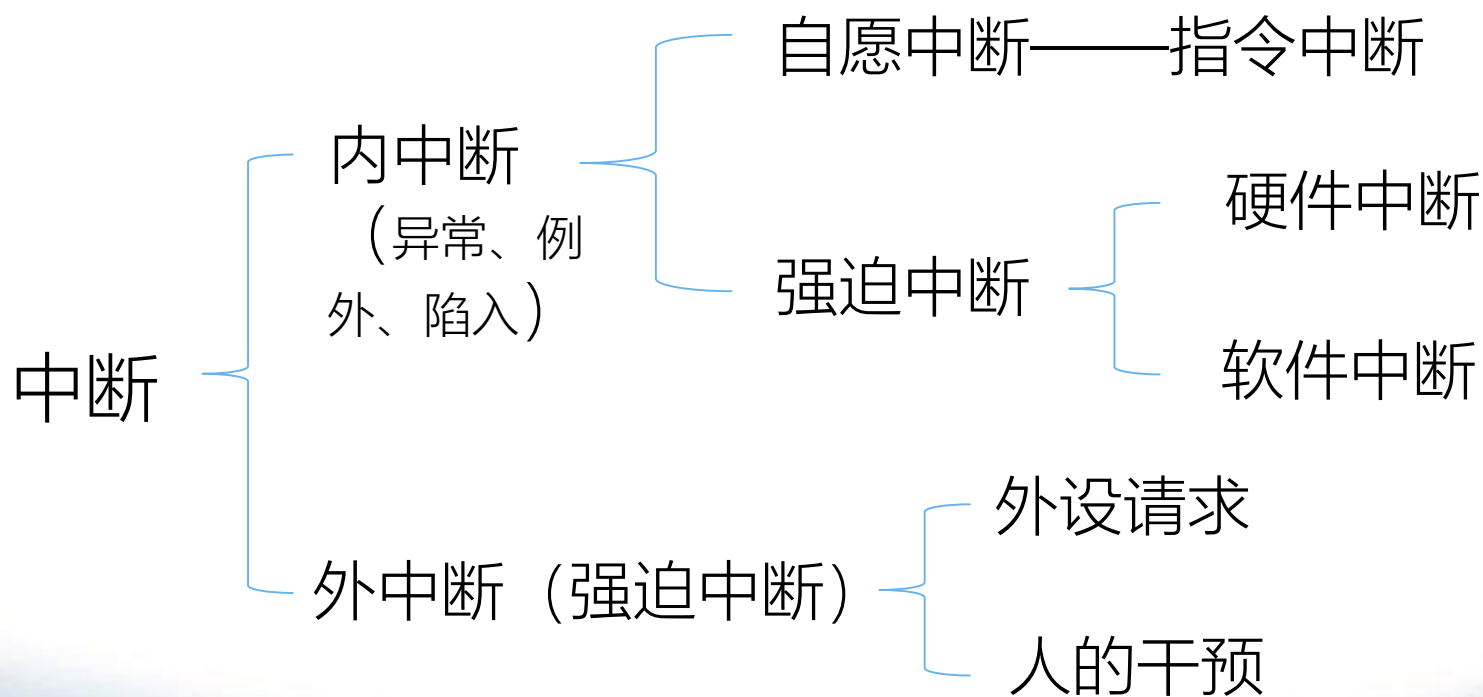 自愿中断——指令中断
内中断
（异常、例
外、陷入）
硬件中断
强迫中断
软件中断
中断
外设请求
外中断（强迫中断）
人的干预